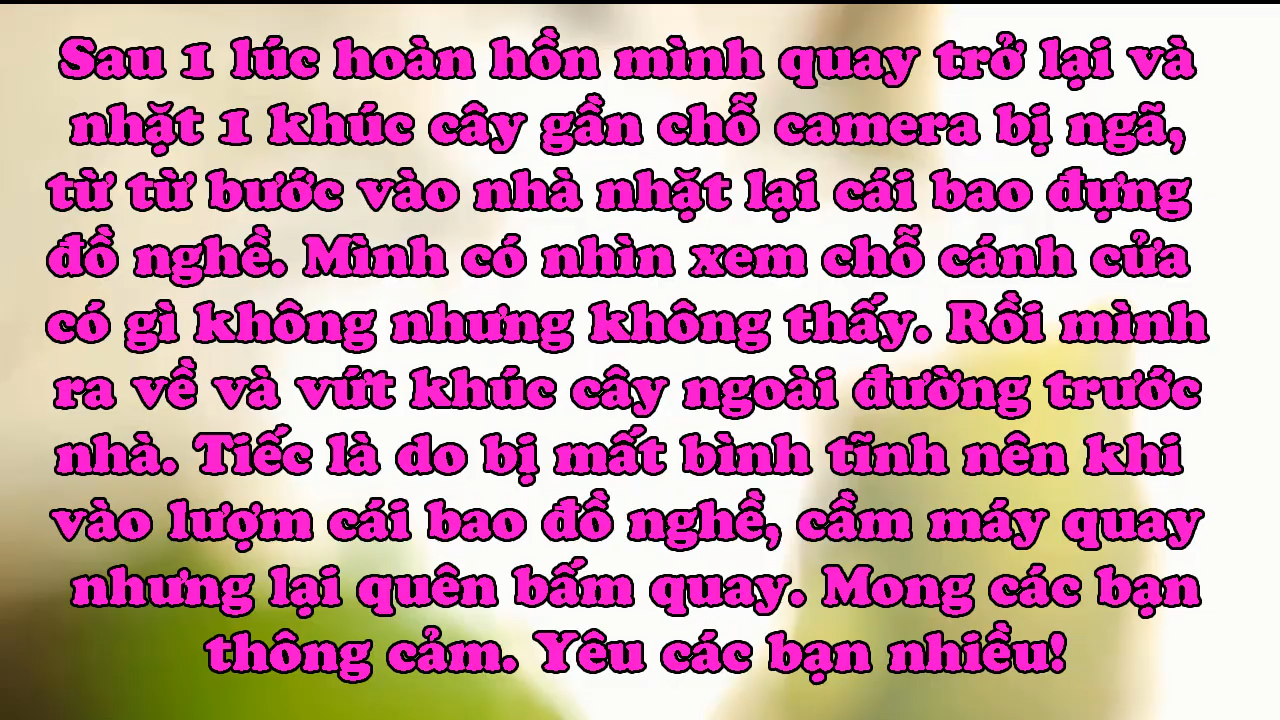 Sau 1 lúc hoàn hồn mình quay trở lại và
nhặt 1 khúc cây gần chỗ camera bị ngã,
từ từ bước vào nhà nhặt lại cái bao đựng
đồ nghề. Mình có nhìn xem chỗ cánh cửa
có gì không nhưng không thấy. Rồi mình
ra về và vứt khúc cây ngoài đường trước
nhà. Tiếc là do bị mất bình tĩnh nên khi
vào lượm cái bao đồ nghề, cầm máy quay
nhưng lại quên bấm quay. Mong các bạn
thông cảm. Yêu các bạn nhiều!